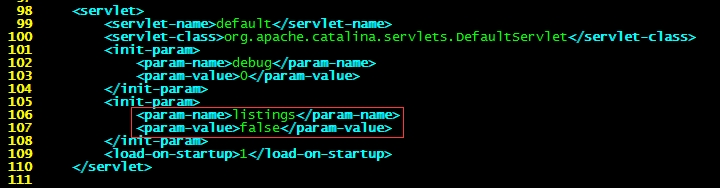 98 <servlet>
99 <servlet-name>default</servlet-name>
100 <servlet-class>org.apache.catalina.servlets.DefaultServlet</servlet-class>
101 <init-param>
102 <param-name>debug</param-name>
103 <param-value>0</param-value>
104 </init-param>
105 <init-param>
106 <param-name>listings</param-name>
107 <param-value>false</param-value>
108 </init-param>
109 <load-on-startup>1</load-on-startup>
110 </servlet>
111